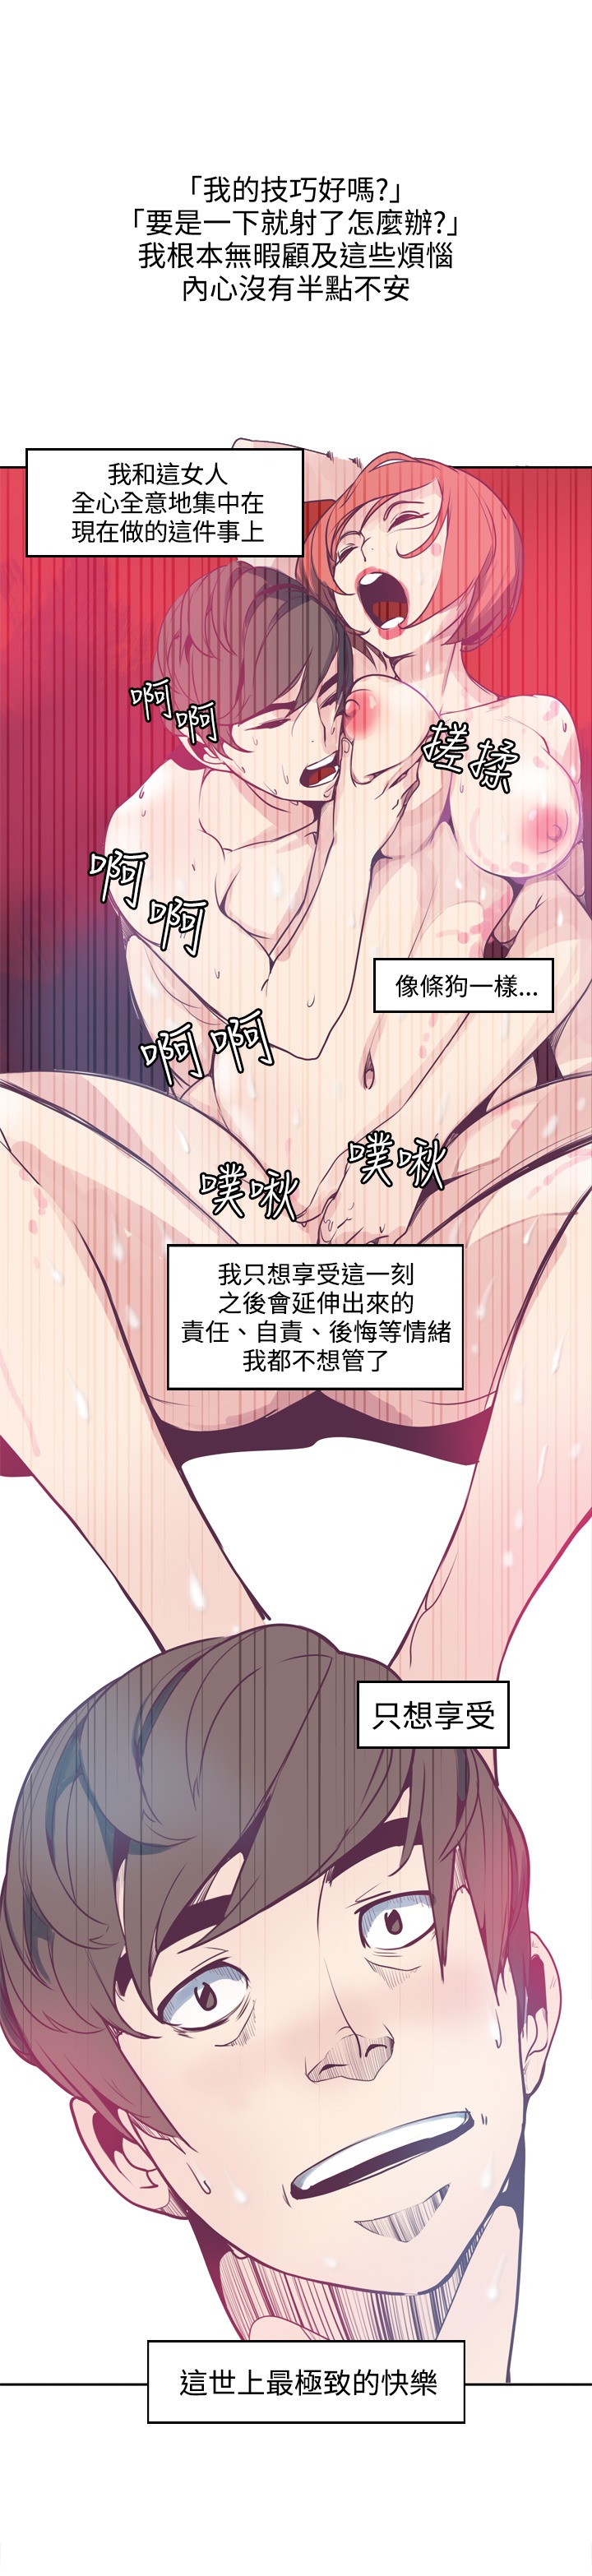 「我的技巧好嗎?」
「要是一下就射了怎麼辦?」
我根本無暇顧及這些煩惱
內心沒有半點不安
我和這女人
全心全意地集中在
現在做的這件事上
啊
啊
搓揉
啊
啊
像條狗一樣...
啊
啊
噗啾
噗啾
我只想享受這一刻
之後會延伸出來的
責任、自責、後悔等情緒
我都不想管了
只想享受
這世上最極致的快樂